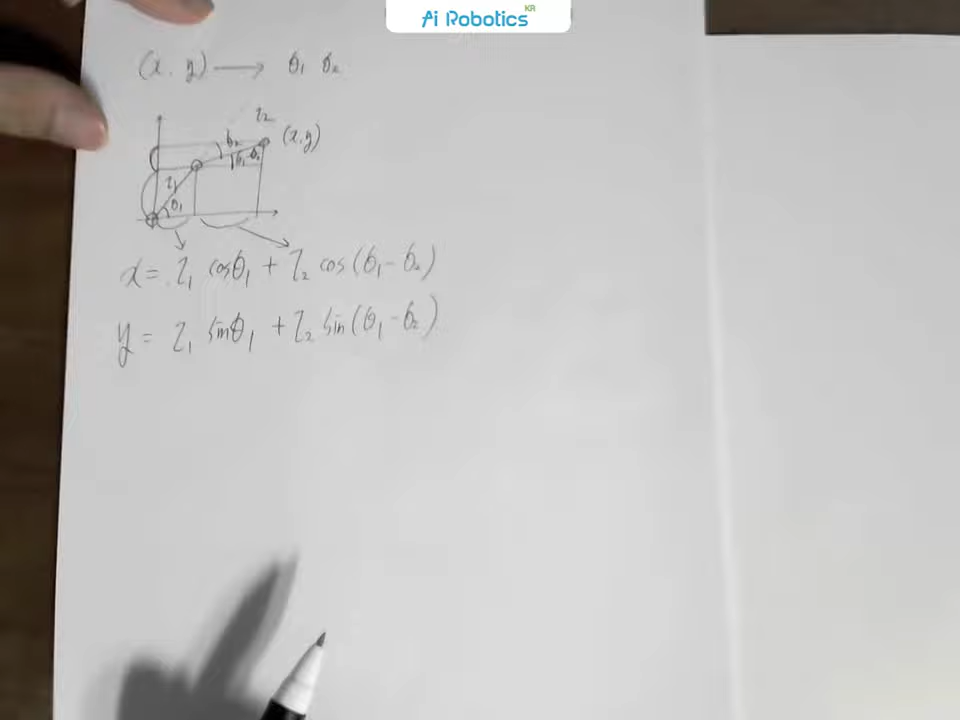 Ai Robotics KR
(x, y) ⟶ θ₁ θ₂
l₂
θ₂ (x, y)
θ₁-θ₂
l₁
θ₁
x = l₁ cosθ₁ + l₂ cos(θ₁-θ₂)
y = l₁ sinθ₁ + l₂ sin(θ₁-θ₂)